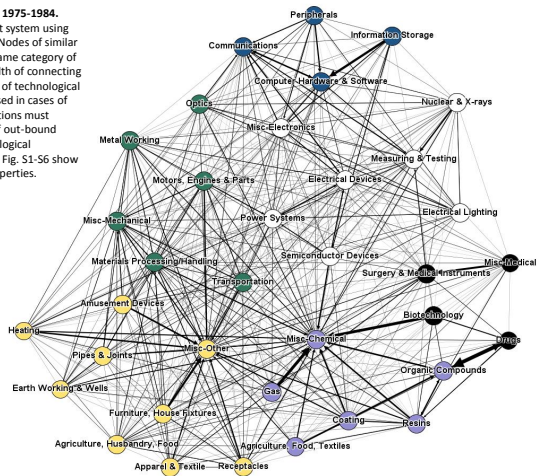 1975-1984.
t system using
Nodes of similar
ame category of
lth of connecting
of technological
sed in cases of
tions must
f out-bound
logical
Fig. S1-S6 show
perties.
Peripherals
Information Storage
Communications
Computer Hardware & Software
Optics
Nuclear & X-rays
Misc-Electronics
Metal Working
Measuring & Testing
Motors, Engines & Parts
Electrical Devices
Misc-Mechanical
Power Systems
Electrical Lighting
Materials Processing/Handling
Semiconductor Devices
Misc-Medical
Surgery & Medical Instruments
Transportation
Amusement Devices
Biotechnology
Heating
Misc-Other
Misc-Chemical
Drugs
Pipes & Joints
Organic Compounds
Earth Working & Wells
Gas
Furniture, House Fixtures
Coating
Resins
Agriculture, Husbandry, Food
Agriculture, Food, Textiles
Apparel & Textile
Receptacles